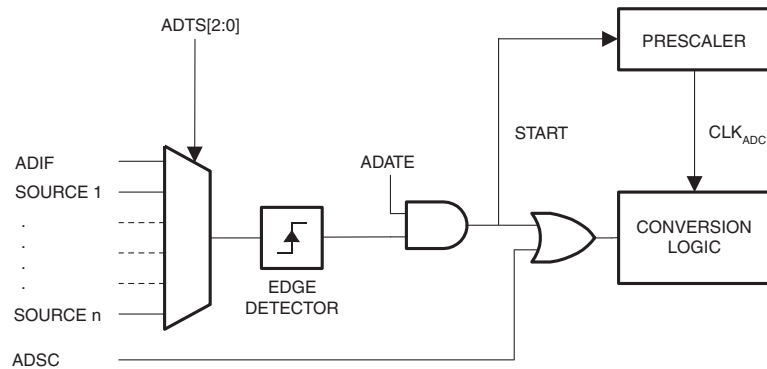 ADTS[2:0]
PRESCALER
START
CLKADC
ADIF
ADATE
SOURCE 1
.
.
.
.
CONVERSION
LOGIC
EDGE
DETECTOR
SOURCE n
ADSC